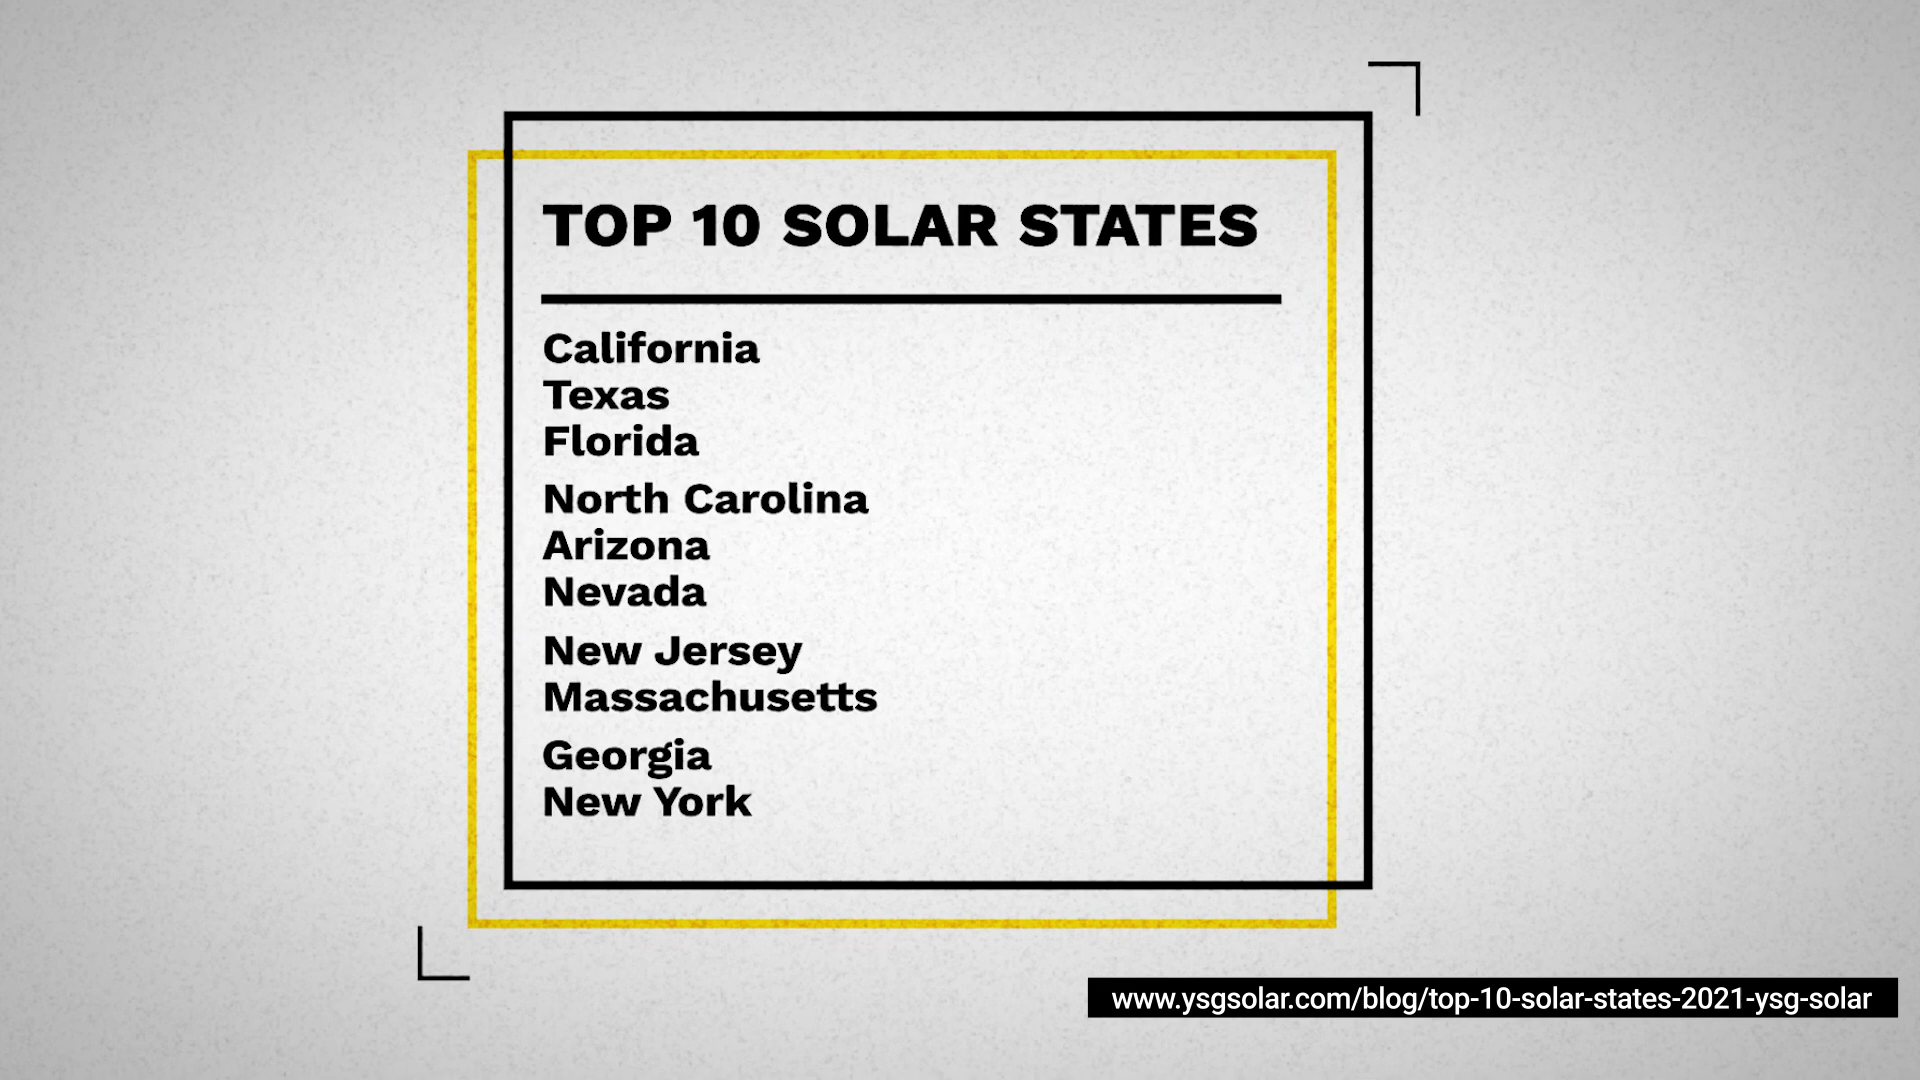 TOP 10 SOLAR STATES
California
Texas
Florida
North Carolina
Arizona
Nevada
New Jersey
Massachusetts
Georgia
New York
www.ysgsolar.com/blog/top-10-solar-states-2021-ysg-solar